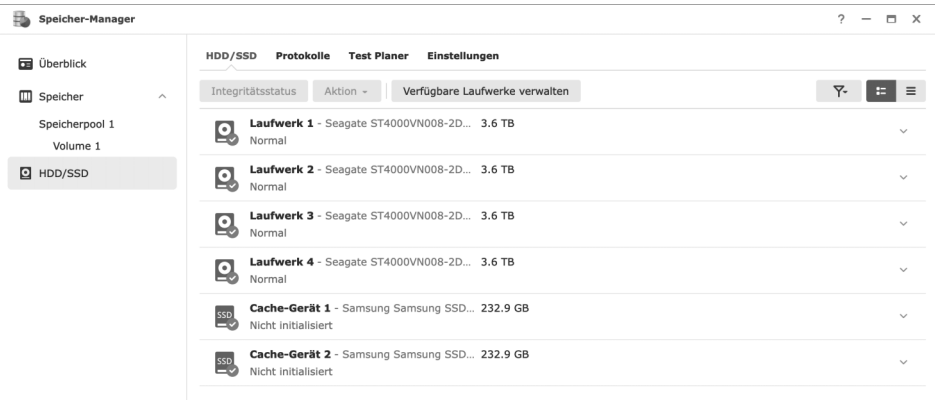 Speicher-Manager
?
Überblick
Speicher
Speicherpool 1
Volume 1
HDD/SSD
HDD/SSD Protokolle Test Planer Einstellungen
Integritätsstatus Aktion Verfügbare Laufwerke verwalten
Laufwerk 1 - Seagate ST4000VN008-2D... 3.6 TB
Normal
Laufwerk 2 - Seagate ST4000VN008-2D... 3.6 TB
Normal
Laufwerk 3 - Seagate ST4000VN008-2D... 3.6 TB
Normal
Laufwerk 4 - Seagate ST4000VN008-2D... 3.6 TB
Normal
SSD
Cache-Gerät 1 - Samsung Samsung SSD... 232.9 GB
Nicht initialisiert
SSD
Cache-Gerät 2 - Samsung Samsung SSD... 232.9 GB
Nicht initialisiert